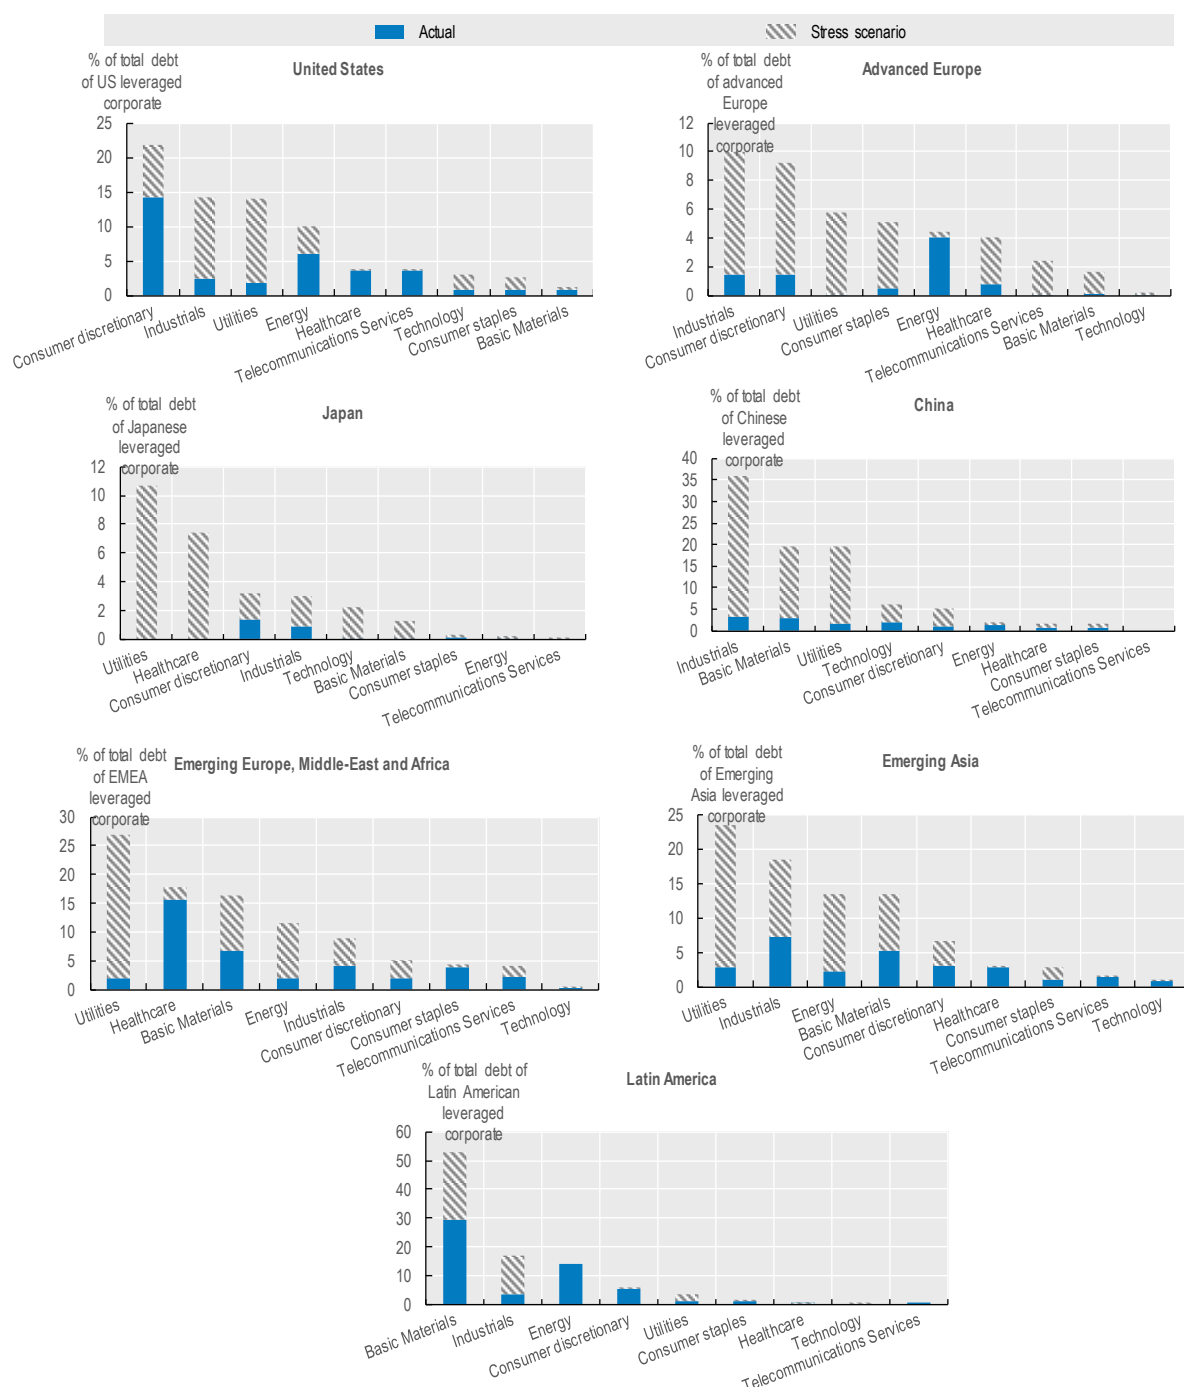 Actual
Stress scenario
% of total debt
of US leveraged
corporate
United States
25
20
15
10
5
0
Consumer discretionary
Industrials
Utilities
Energy
Healthcare
Telecommunications Services
Technology
Consumer staples
Basic Materials
% of total debt
of advanced
Europe
leveraged
corporate
Advanced Europe
12
10
8
6
4
2
0
Industrials
Consumer discretionary
Utilities
Consumer staples
Energy
Healthcare
Telecommunications Services
Basic Materials
Technology
% of total debt
of Japanese
leveraged
corporate
Japan
12
10
8
6
4
2
0
Utilities
Healthcare
Consumer discretionary
Industrials
Technology
Basic Materials
Consumer staples
Energy
Telecommunications Services
% of total debt
of Chinese
leveraged
corporate
China
40
35
30
25
20
15
10
5
0
Industrials
Basic Materials
Utilities
Technology
Consumer discretionary
Energy
Healthcare
Consumer staples
Telecommunications Services
% of total debt
of EMEA
leveraged
corporate
Emerging Europe, Middle-East and Africa
30
25
20
15
10
5
0
Utilities
Healthcare
Basic Materials
Energy
Industrials
Consumer discretionary
Consumer staples
Telecommunications Services
Technology
% of total debt
of Emerging
Asia leveraged
corporate
Emerging Asia
25
20
15
10
5
0
Utilities
Industrials
Energy
Basic Materials
Consumer discretionary
Healthcare
Consumer staples
Telecommunications Services
Technology
% of total debt of
Latin American
leveraged
corporate
Latin America
60
50
40
30
20
10
0
Basic Materials
Industrials
Energy
Consumer discretionary
Utilities
Consumer staples
Healthcare
Technology
Telecommunications Services